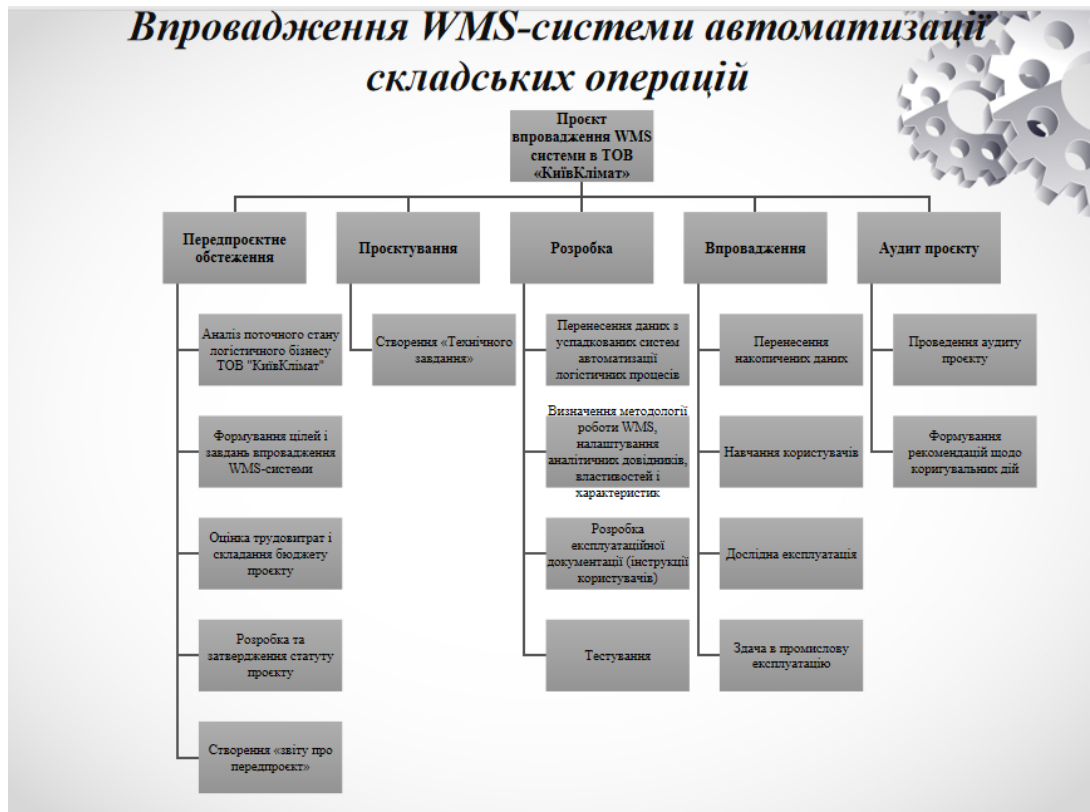 Впровадження WMS-системи автоматизації
складських операцій
Проєкт
впровадження WMS
системи в ТОВ
«КиївКлімат»
Передпроєктне
обстеження
Проєктування
Розробка
Впровадження
Аудит проєкту
Аналіз поточного стану
логістичного бізнесу
ТОВ "КиївКлімат"
Формування цілей і
завдань впровадження
WMS-системи
Оцінка трудовитрат і
складання бюджету
проєкту
Розробка та
затвердження статуту
проєкту
Створення «звіту про
передпроєкт»
Створення «Технічного
завдання»
Перенесення даних з
успадкованих систем
автоматизації
логістичних процесів
Визначення методології
роботи WMS,
налаштування
аналітичних довідників,
властивостей і
характеристик
Розробка
експлуатаційної
документації (інструкції
користувачів)
Тестування
Перенесення
накопичених даних
Навчання користувачів
Дослідна експлуатація
Здача в промислову
експлуатацію
Проведення аудиту
проєкту
Формування
рекомендацій щодо
коригувальних дій